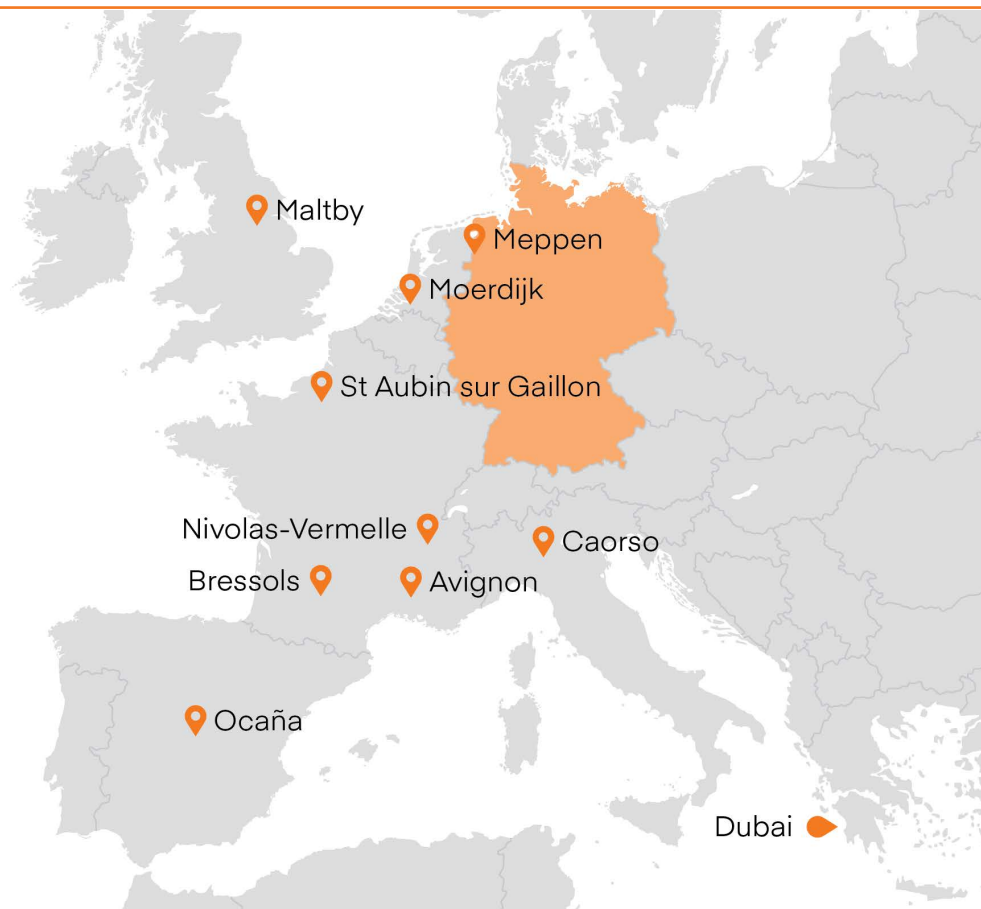 Maltby
Meppen
Moerdijk
St Aubin sur Gaillon
Nivolas-Vermelle
Caorso
Bressols
Avignon
Ocaña
Dubai